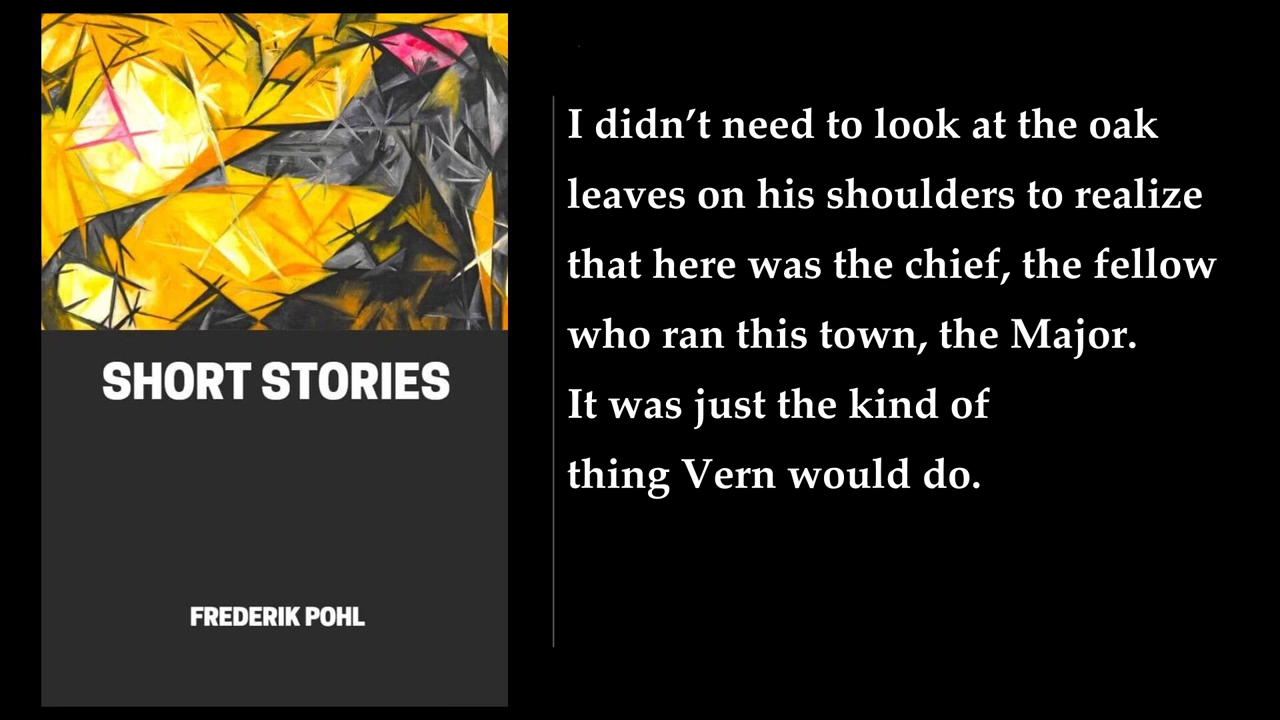 SHORT STORIES
FREDERIK POHL
I didn’t need to look at the oak
leaves on his shoulders to realize
that here was the chief, the fellow
who ran this town, the Major.
It was just the kind of
thing Vern would do.